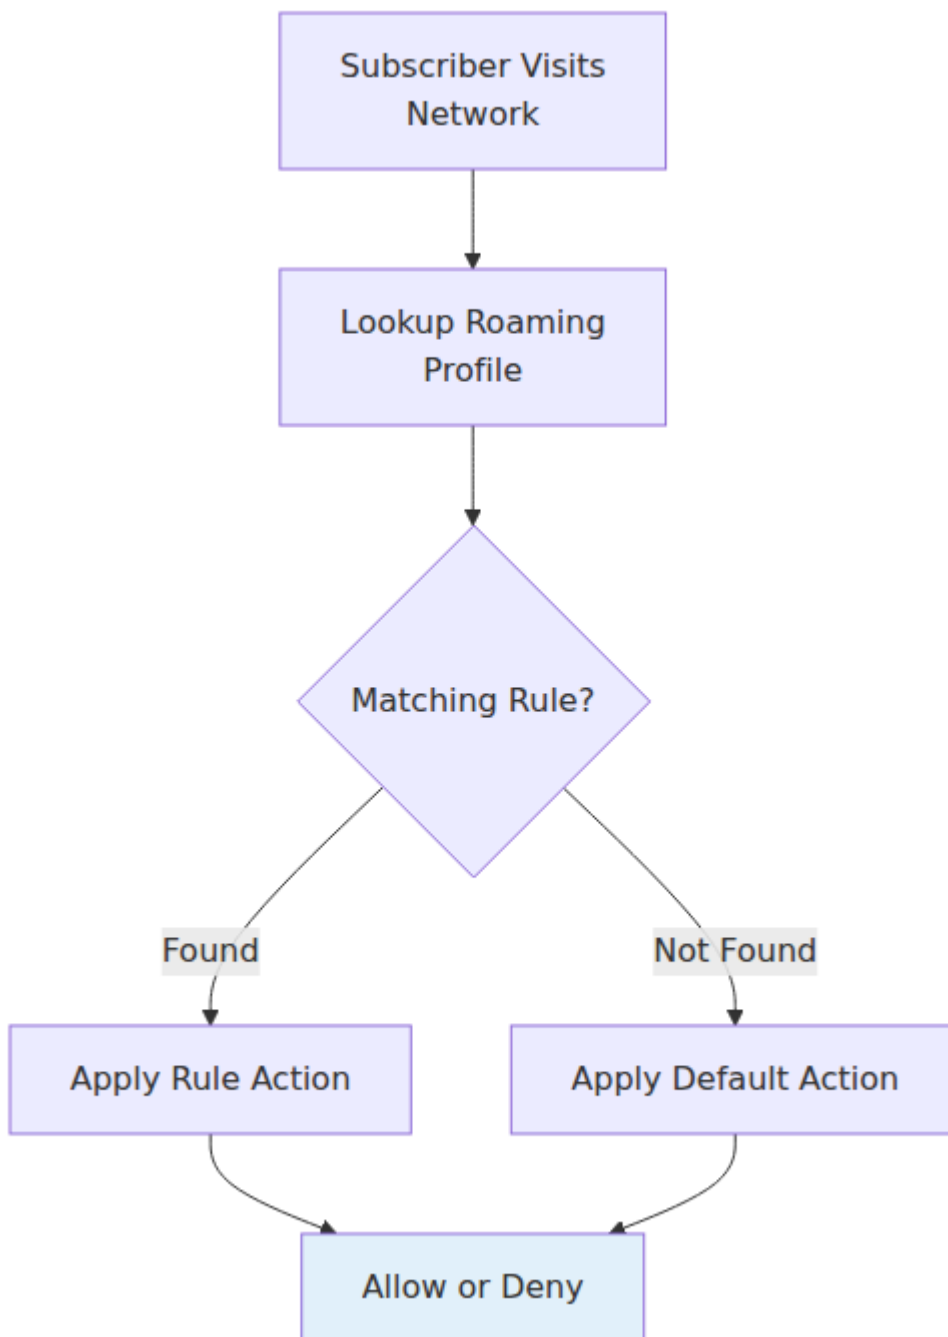 Subscriber Visits
Network
Lookup Roaming
Profile
Matching Rule?
Found
Not Found
Apply Rule Action
Apply Default Action
Allow or Deny